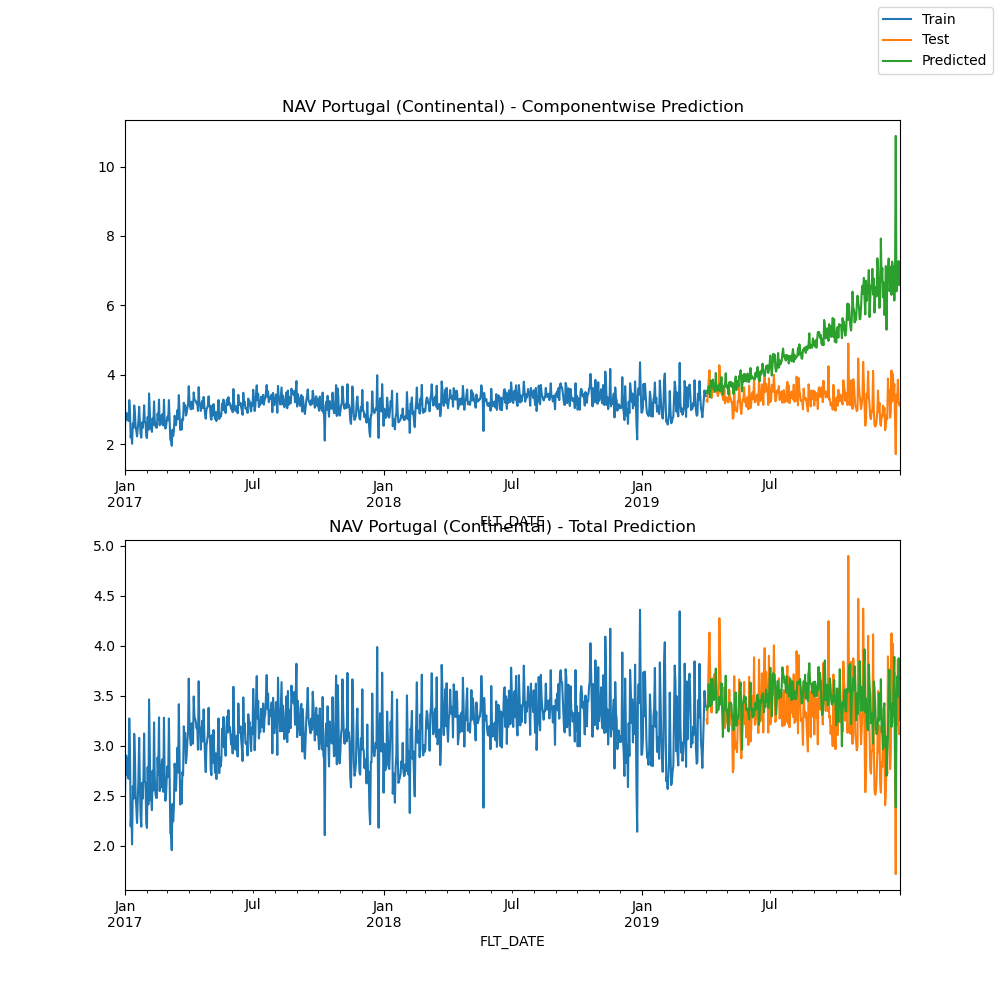 Train
Test
Predicted
NAV Portugal (Continental) - Componentwise Prediction
10
8
6
4
2
Jan Jul Jan Jul Jan Jul
2017 2018 2019
FLT_DATE
NAV Portugal (Continental) - Total Prediction
5.0
4.5
4.0
3.5
3.0
2.5
2.0
Jan Jul Jan Jul Jan Jul
2017 2018 2019
FLT_DATE